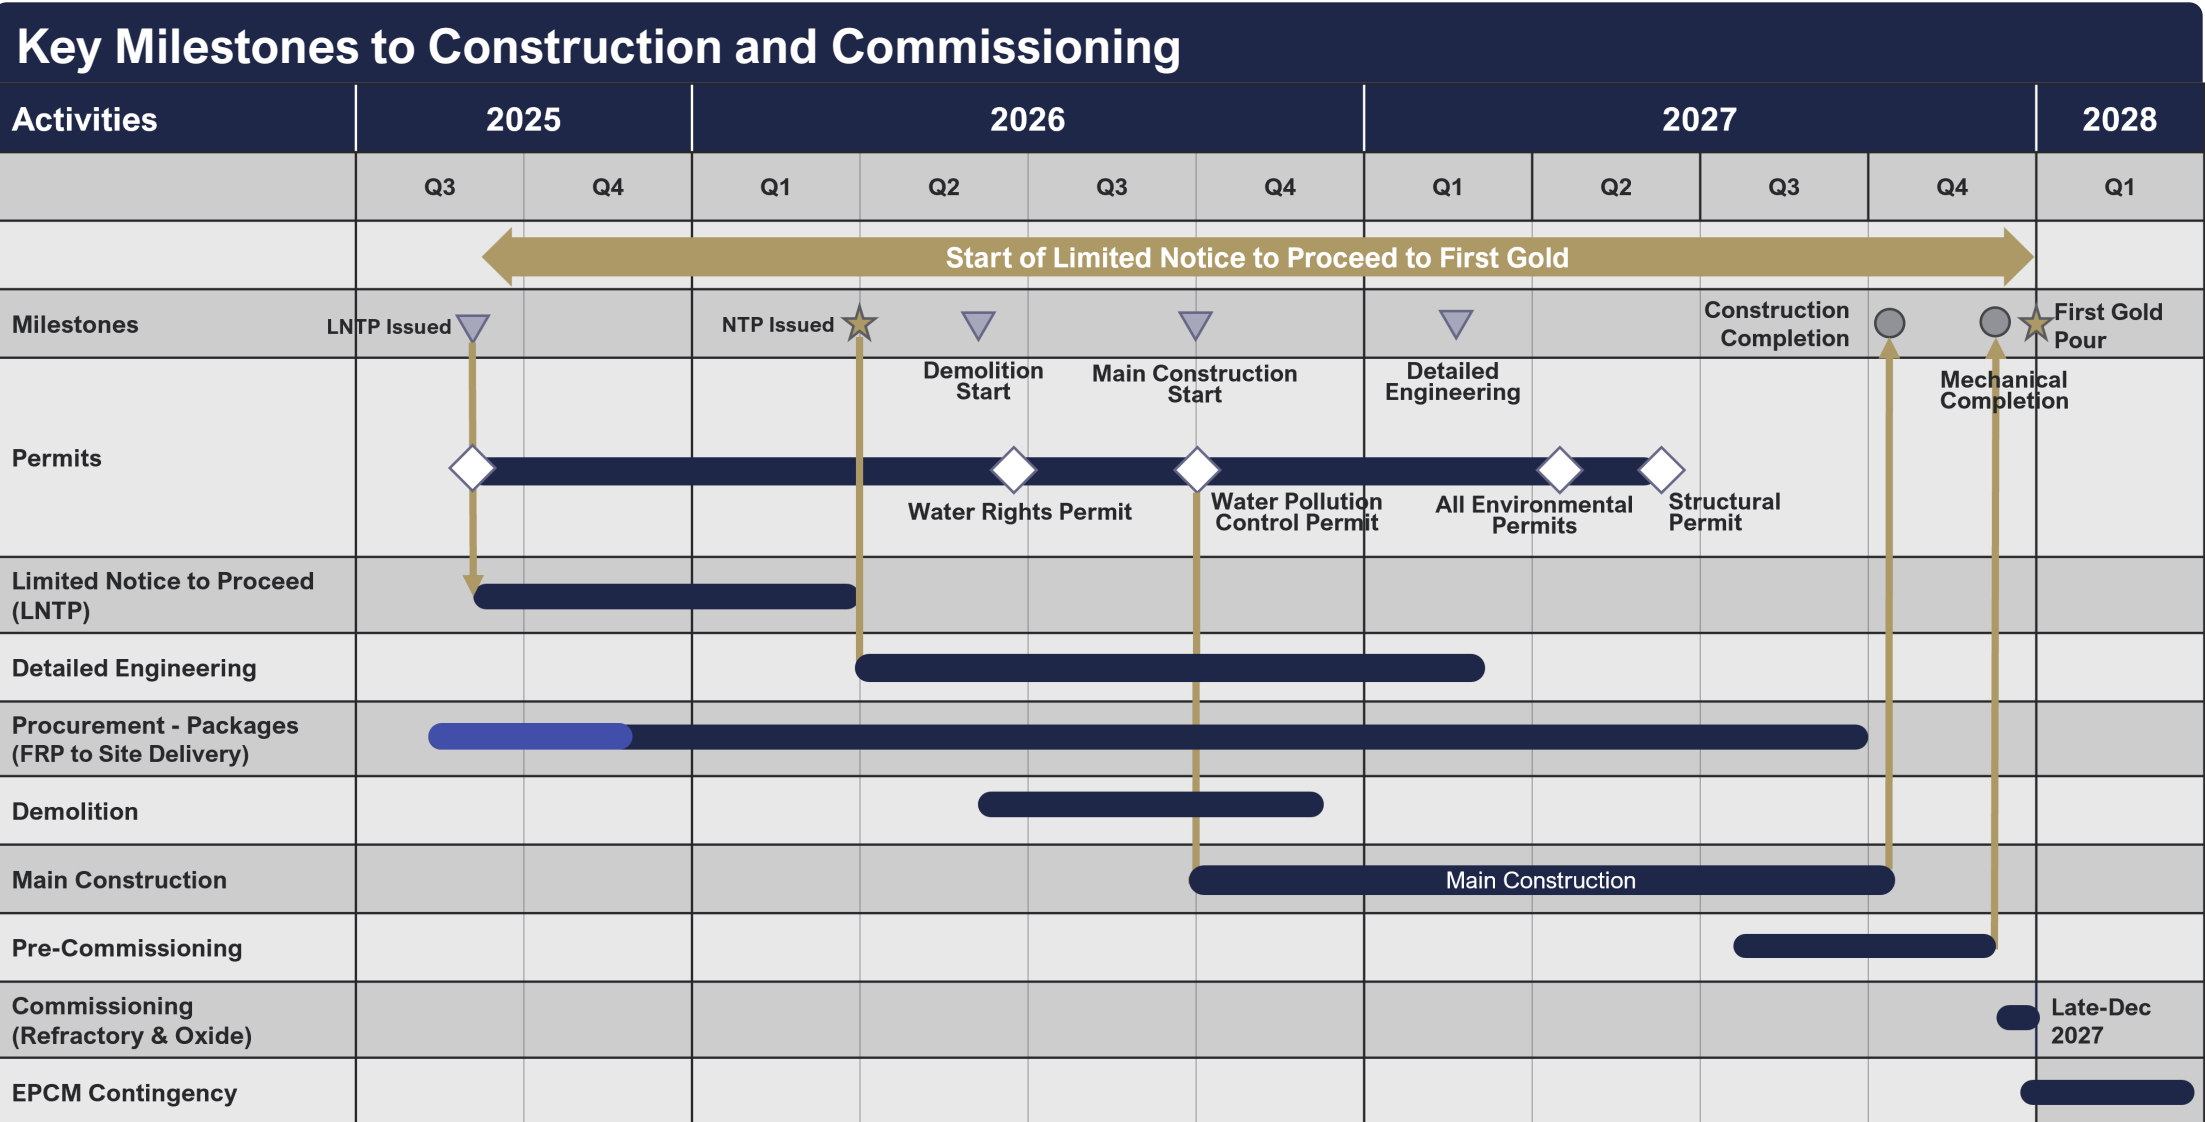 Key Milestones to Construction and Commissioning
Activities
2025
2026
2027
2028
Q3
Q4
Q1
Q2
Q3
Q4
Q1
Q2
Q3
Q4
Q1
Start of Limited Notice to Proceed to First Gold
Milestones
LNTP Issued
NTP Issued
Demolition
Start
Main Construction
Start
Detailed
Engineering
Construction
Completion
Mechanical
Completion
First Gold
Pour
Permits
Water Rights Permit
Water Pollution
Control Permit
All Environmental
Permits
Structural
Permit
Limited Notice to Proceed
(LNTP)
Detailed Engineering
Procurement - Packages
(FRP to Site Delivery)
Demolition
Main Construction
Main Construction
Pre-Commissioning
Commissioning
(Refractory & Oxide)
Late-Dec
2027
EPCM Contingency